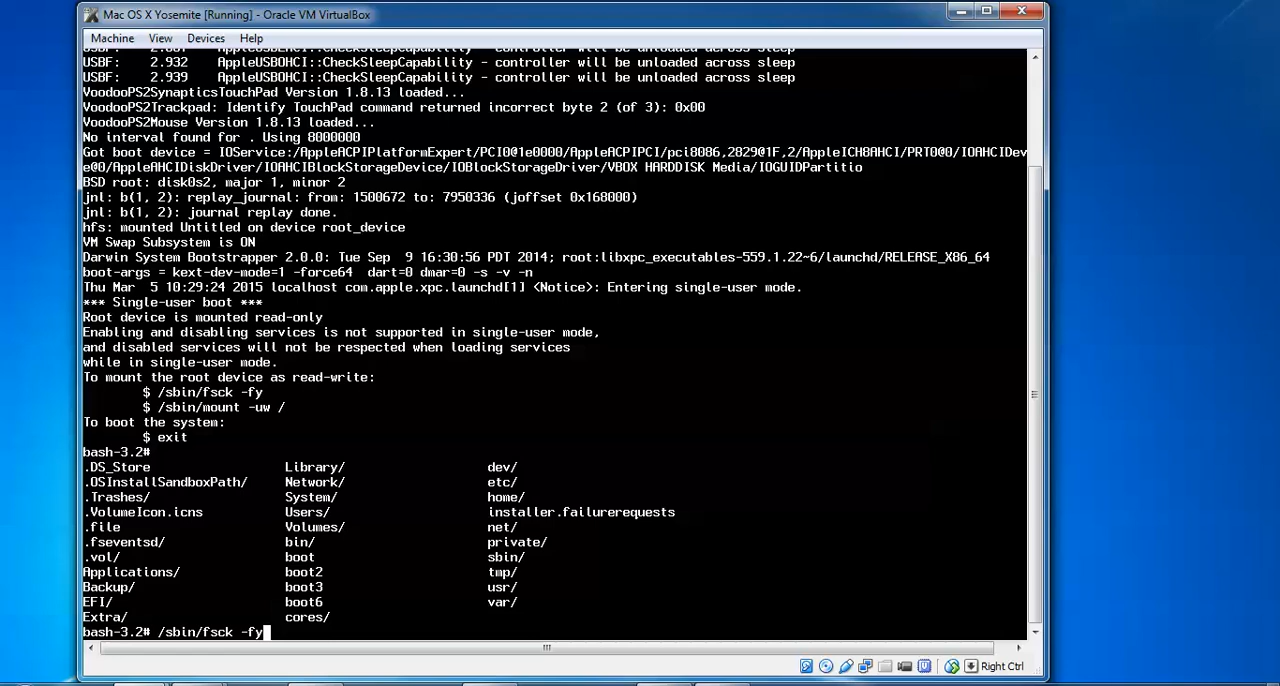 Mac OS X Yosemite [Running] - Oracle VM VirtualBox
Machine View Devices Help
USBF: AppleUSBOHCI::CheckSleepCapability - controller will be unloaded across sleep
USBF: 2.932 AppleUSBOHCI::CheckSleepCapability - controller will be unloaded across sleep
USBF: 2.939 AppleUSBOHCI::CheckSleepCapability - controller will be unloaded across sleep
VoodooPS2SynapticsTouchPad Version 1.8.13 loaded...
VoodooPS2Trackpad: Identify TouchPad command returned incorrect byte 2 (of 3): 0x00
VoodooPS2Mouse Version 1.8.13 loaded...
No interval found for . Using 8000000
Got boot device = IOService:/AppleACPIPlatformExpert/PCI0@1e0000/AppleACPIPCI/pci8086,2829@1F,2/AppleICH8AHCI/PRT0@0/IOAHCIDev
e@0/AppleAHCIDiskDriver/IOAHCIBlockStorageDevice/IOBlockStorageDriver/VBOX HARDDISK Media/IOGUIDPartitio
BSD root: disk0s2, major 1, minor 2
jnl: b(1, 2): replay_journal: from: 1500672 to: 7950336 (joffset 0x168000)
jnl: b(1, 2): journal replay done.
hfs: mounted Untitled on device root_device
VM Swap Subsystem is ON
Darwin System Bootstrapper 2.0.0: Tue Sep  9 16:30:56 PDT 2014; root:libxpc_executables-559.1.22~6/launchd/RELEASE_X86_64
boot-args = kext-dev-mode=1 -force64  dart=0 dmar=0 -s -v -n
Thu Mar  5 10:29:24 2015 localhost com.apple.xpc.launchd[1] <Notice>: Entering single-user mode.
*** Single-user boot ***
Root device is mounted read-only
Enabling and disabling services is not supported in single-user mode,
and disabled services will not be respected when loading services
while in single-user mode.
To mount the root device as read-write:
$ /sbin/fsck -fy
$ /sbin/mount -uw /
To boot the system:
$ exit
bash-3.2#
.DS_Store Library/ dev/
.OSInstallSandboxPath/ Network/ etc/
.Trashes/ System/ home/
.VolumeIcon.icns Users/ installer.failurerequests
.file Volumes/ net/
.fseventsd/ bin/ private/
.vol/ boot sbin/
Applications/ boot2 tmp/
Backup/ boot3 usr/
EFI/ boot6 var/
Extra/ cores/
bash-3.2# /sbin/fsck -fy
Right Ctrl